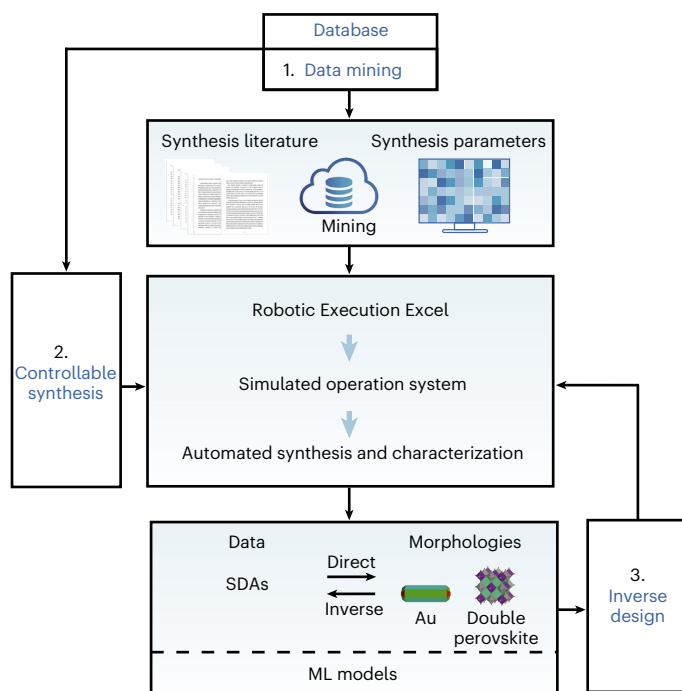 Database
1. Data mining
Synthesis literature
Synthesis parameters
Mining
2.
Controllable
synthesis
Robotic Execution Excel
Simulated operation system
Automated synthesis and characterization
Data
Morphologies
Direct
SDAs
Inverse
Au
Double
perovskite
ML models
3.
Inverse
design